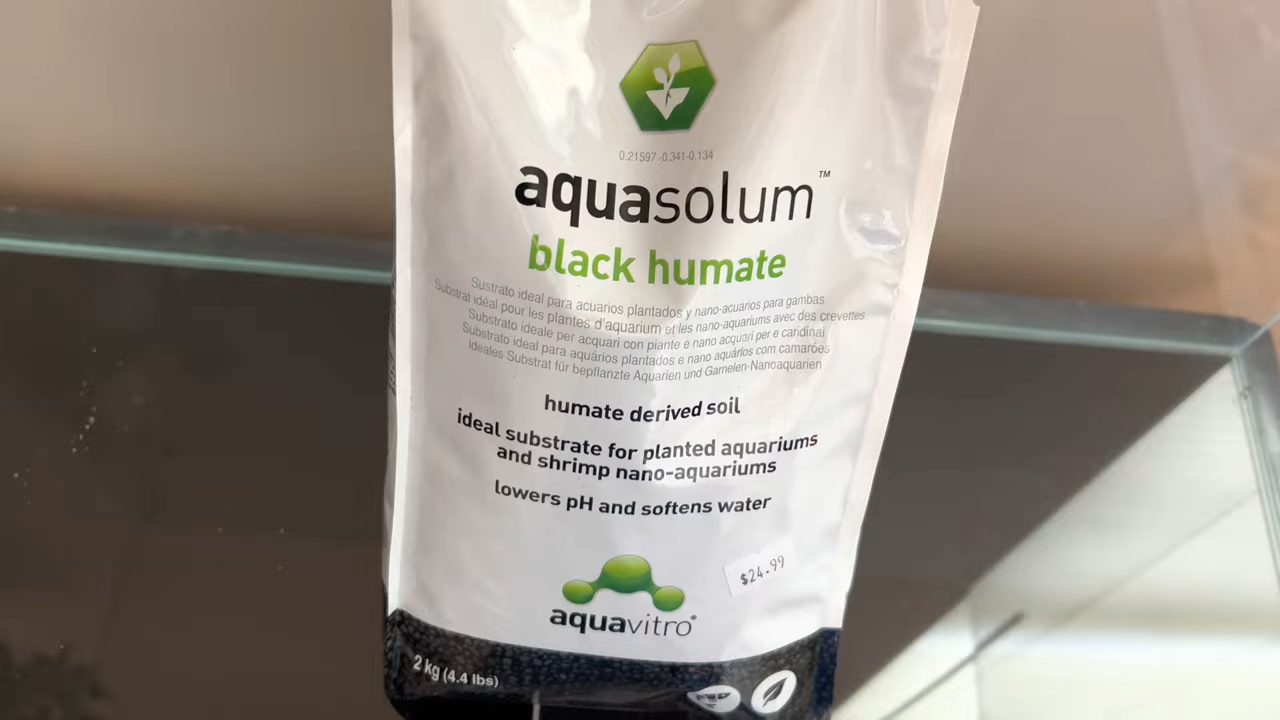 0.21597-0.341-0.134
aquasolum™
black humate
Sustrato ideal para acuarios plantados y nano-acuarios para gambas
Substrat idéal pour les plantes d'aquarium et les nano-aquariums avec des crevettes
Substrato ideale per acquari con piante e nano acquari per e caridinai
Substrato ideal para aquários plantados e nano aquários com camarões
Ideales Substrat für bepflanzte Aquarien und Garnelen-Nanoaquarien
humate derived soil
ideal substrate for planted aquariums
and shrimp nano-aquariums
lowers pH and softens water
$24.99
aquavitro®
2 kg (4.4 lbs)